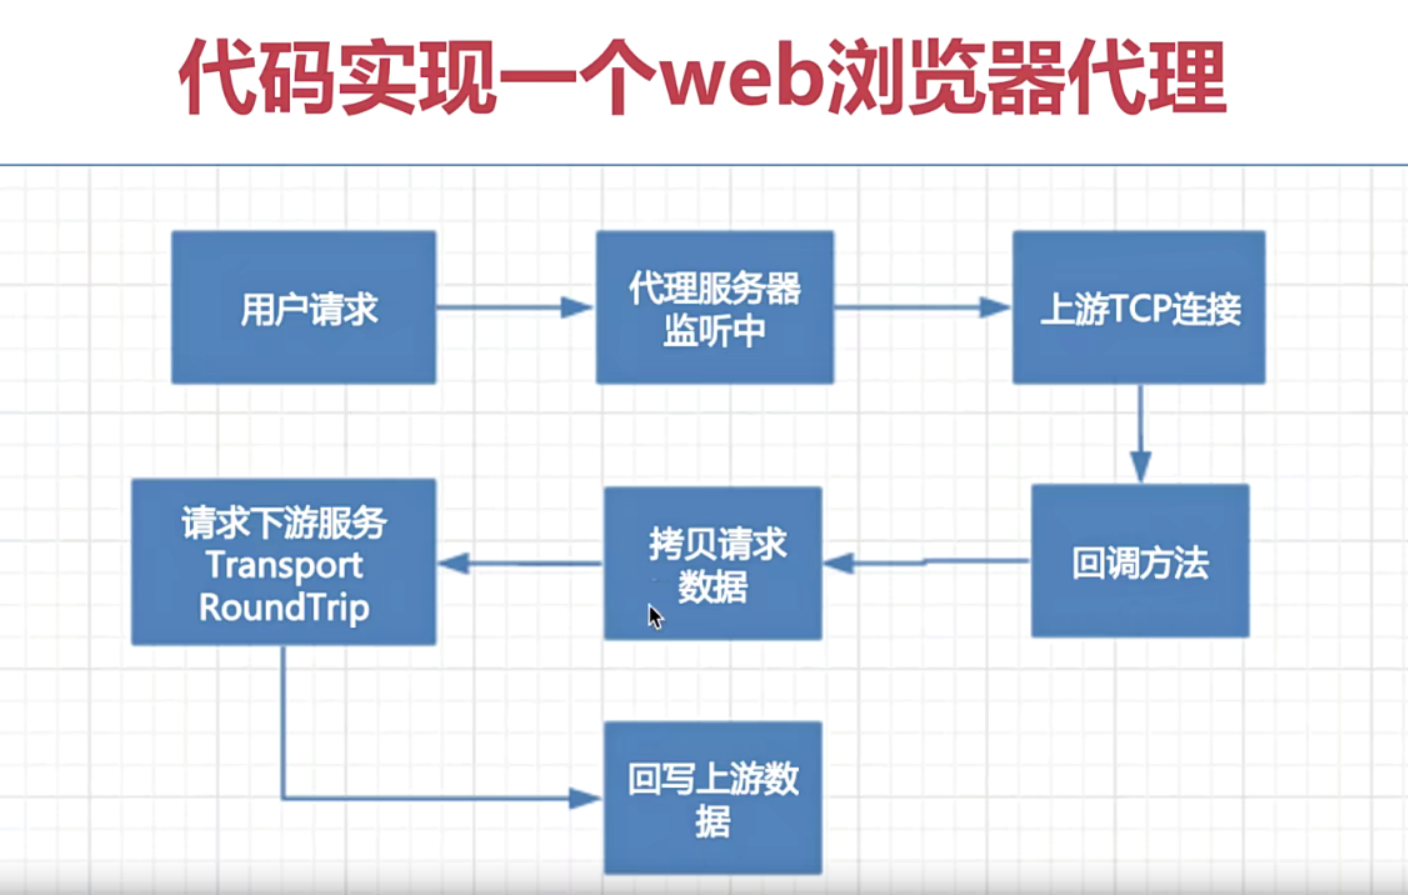 代码实现一个web浏览器代理
用户请求
代理服务器
监听中
上游TCP连接
请求下游服务
Transport
RoundTrip
拷贝请求
数据
回调方法
回写上游数
据